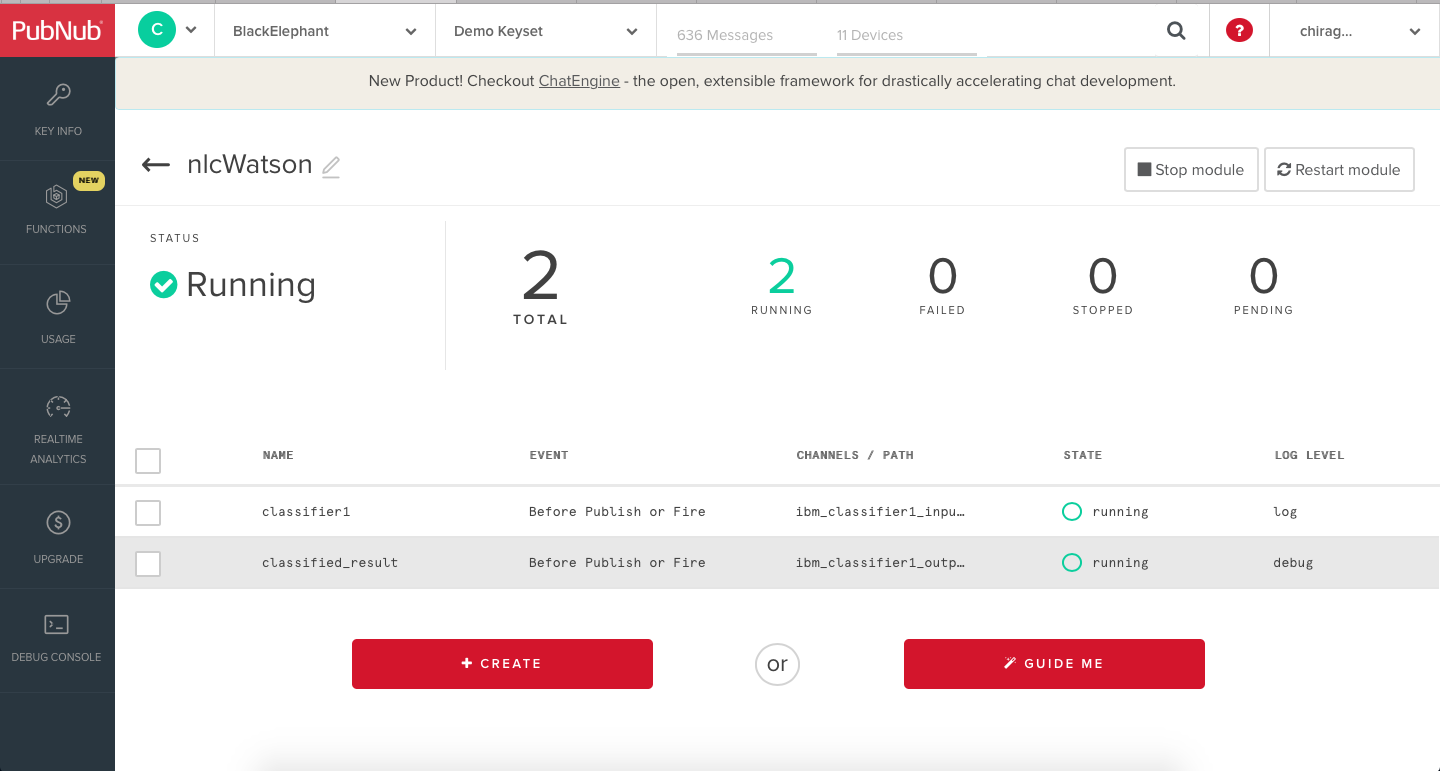 PubNub®
C
BlackElephant
Demo Keyset
636 Messages
11 Devices
?
chirag...
New Product! Checkout ChatEngine - the open, extensible framework for drastically accelerating chat development.
KEY INFO
NEW
FUNCTIONS
USAGE
REALTIME
ANALYTICS
UPGRADE
DEBUG CONSOLE
nlcWatson
Stop module
Restart module
STATUS
Running
2
TOTAL
2
RUNNING
0
FAILED
0
STOPPED
0
PENDING
NAME EVENT CHANNELS / PATH STATE LOG LEVEL
classifier1 Before Publish or Fire ibm_classifier1_inpu… running log
classified_result Before Publish or Fire ibm_classifier1_outp… running debug
+ CREATE
or
GUIDE ME